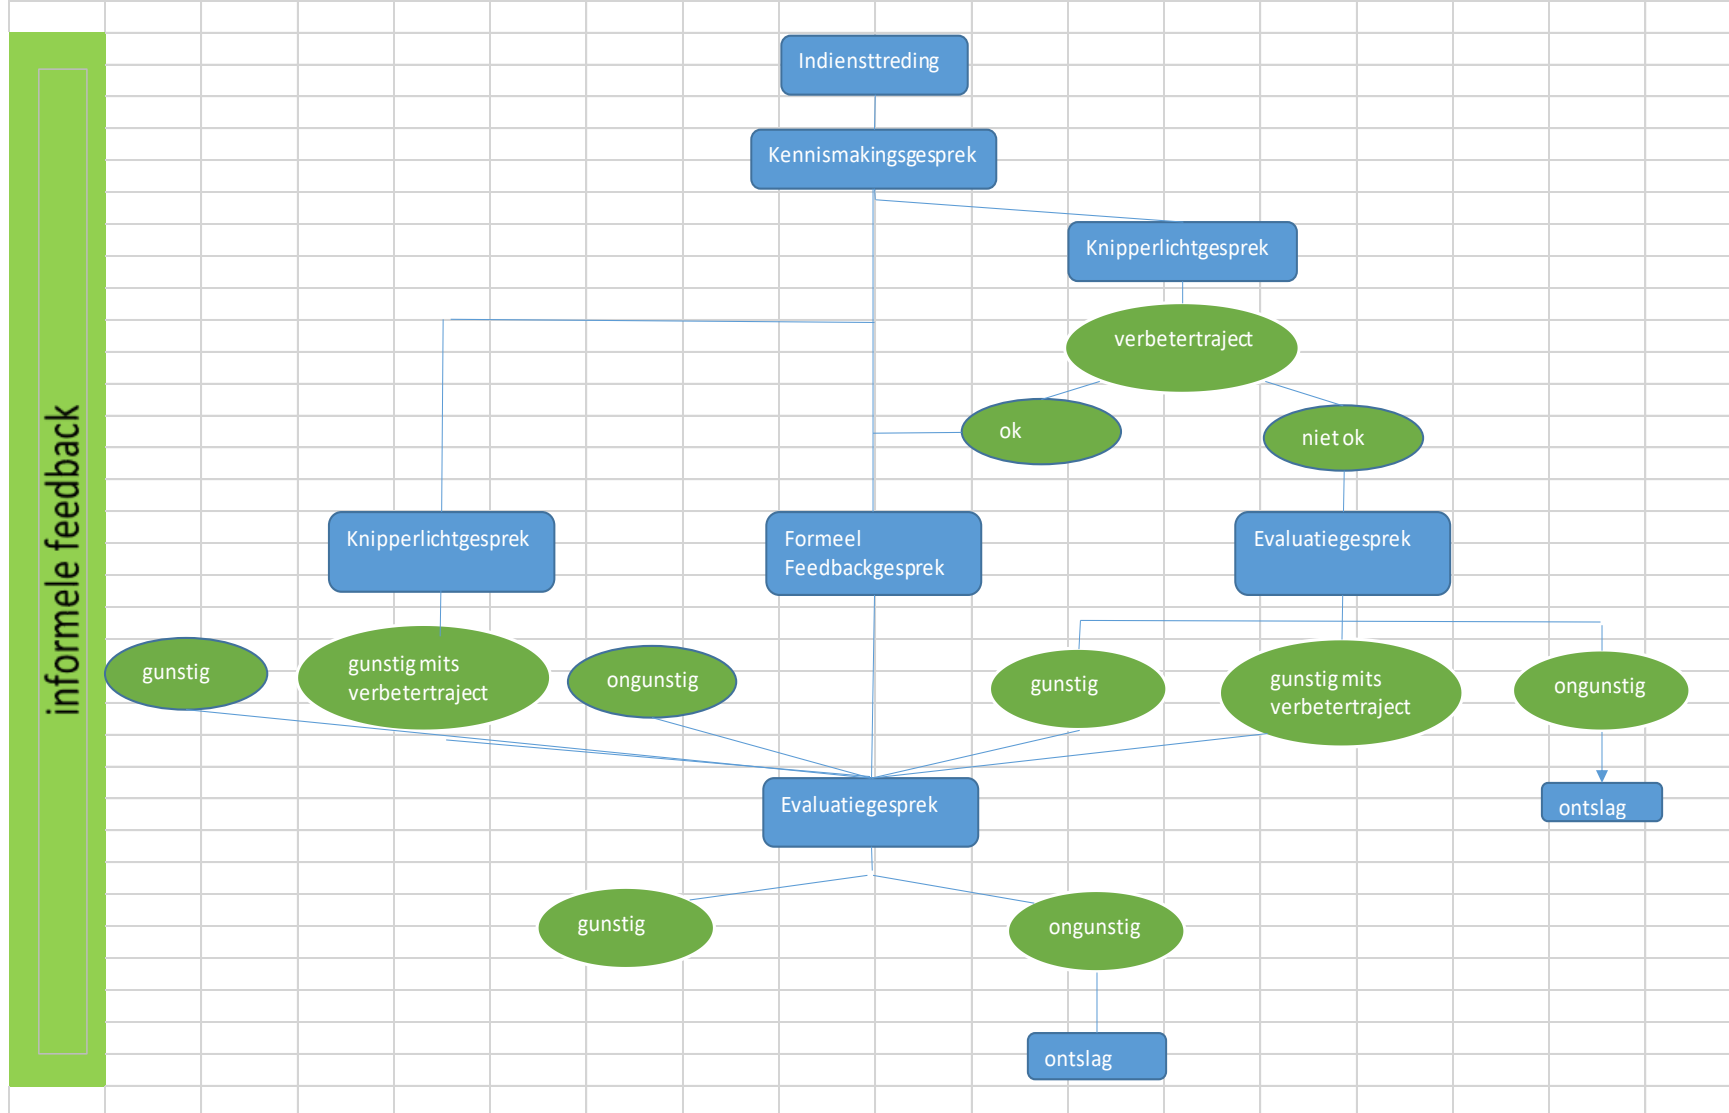 informele feedback
Indiensttreding
Kennismakingsgesprek
Knipperlichtgesprek
verbetertraject
ok
niet ok
Knipperlichtgesprek
Formeel
Feedbackgesprek
Evaluatiegesprek
gunstig
gunstig mits
verbetertraject
ongunstig
gunstig
gunstig mits
verbetertraject
ongunstig
Evaluatiegesprek
ontslag
gunstig
ongunstig
ontslag